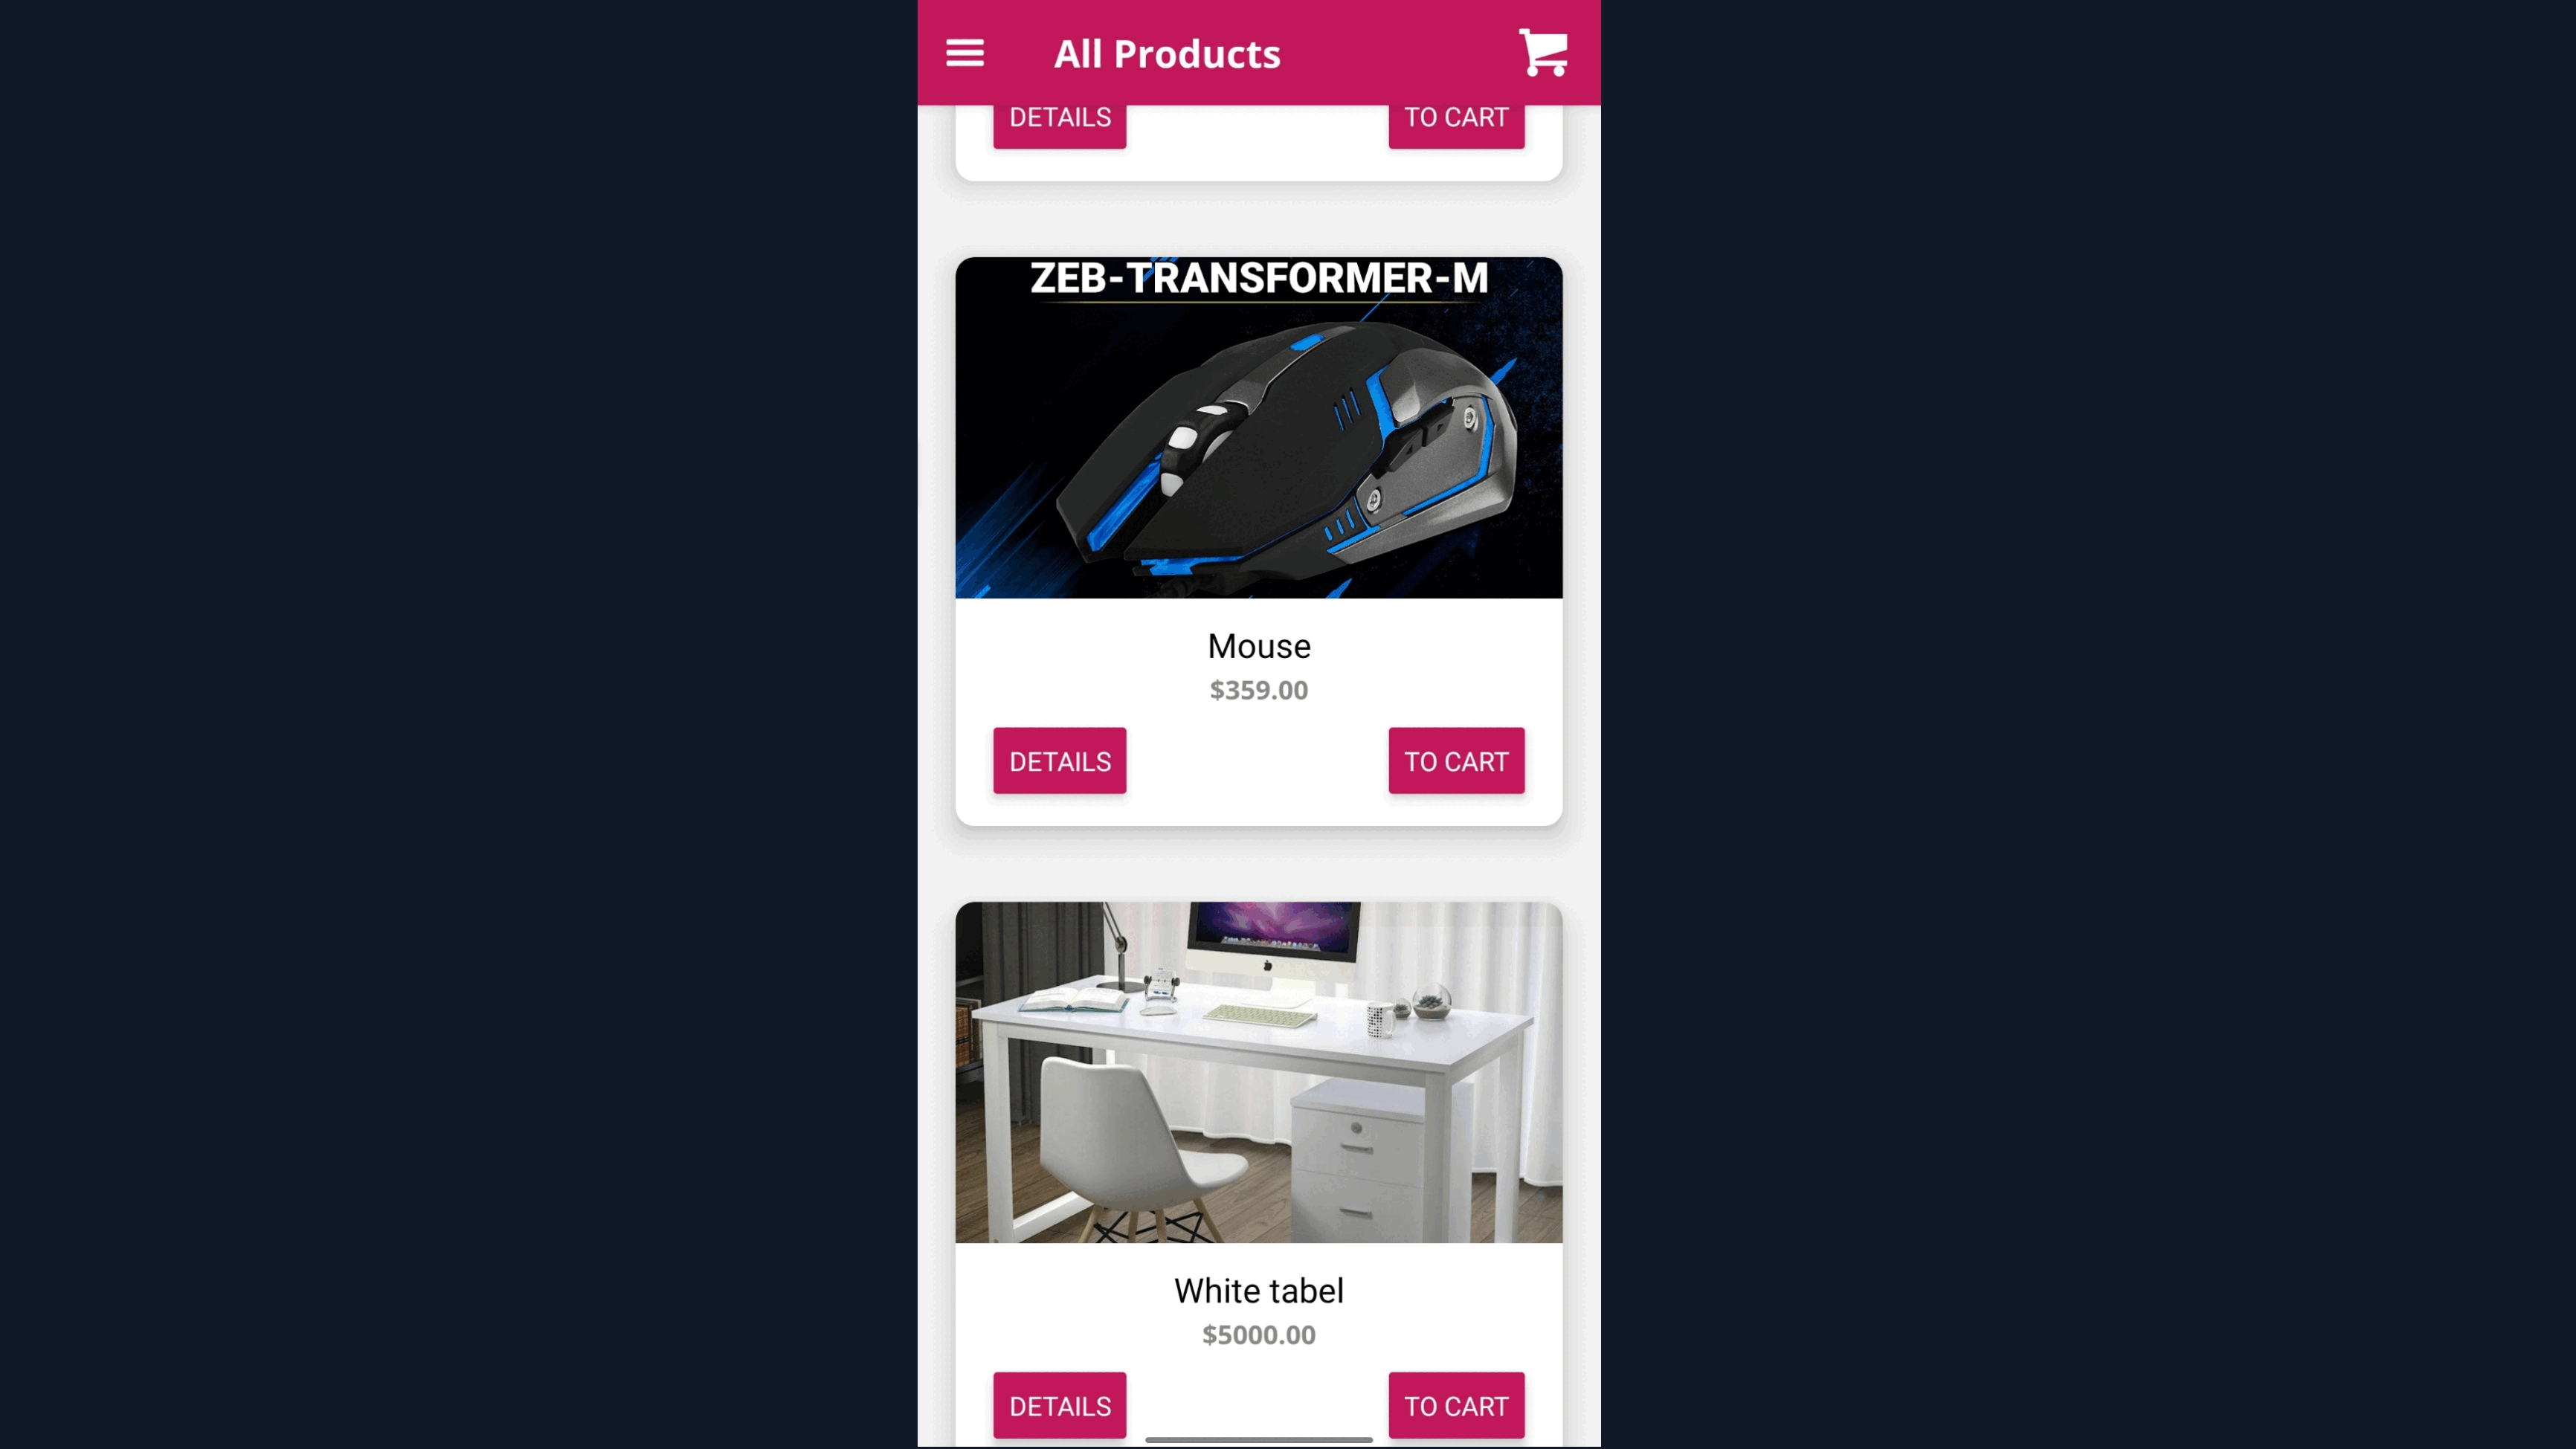 All Products
DETAILS
TO CART
ZEB-TRANSFORMER-M
Mouse
$359.00
DETAILS
TO CART
White tabel
$5000.00
DETAILS
TO CART